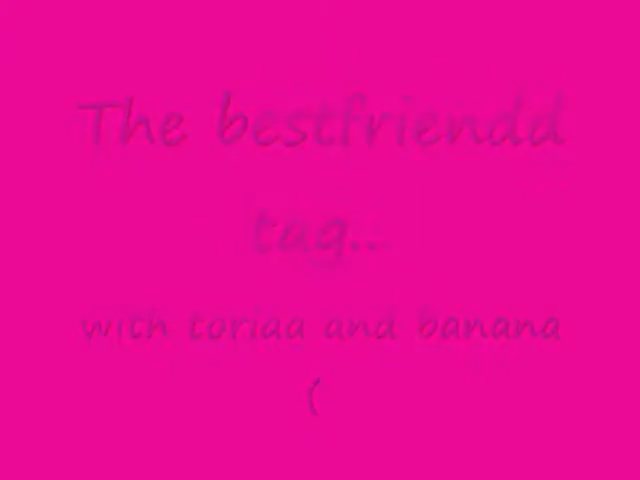 The bestfriendd
tag..
with toriaa and banana
(